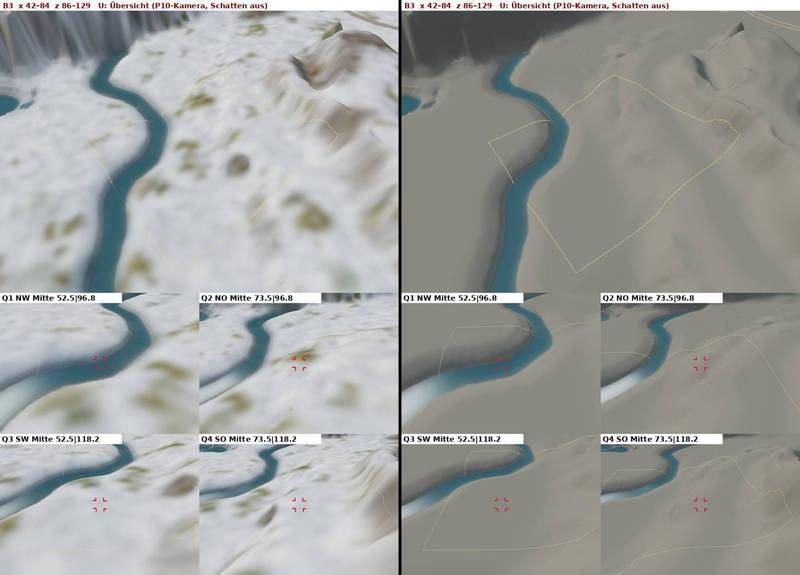 B3 x 42-84 z 86-129 U: Übersicht (P10-Kamera, Schatten aus)
B3 x 42-84 z 86-129 U: Übersicht (P10-Kamera, Schatten aus)
Q1 NW Mitte 52.5|96.8
Q2 NO Mitte 73.5|96.8
Q1 NW Mitte 52.5|96.8
Q2 NO Mitte 73.5|96.8
Q3 SW Mitte 52.5|118.2
Q4 SO Mitte 73.5|118.2
Q3 SW Mitte 52.5|118.2
Q4 SO Mitte 73.5|118.2